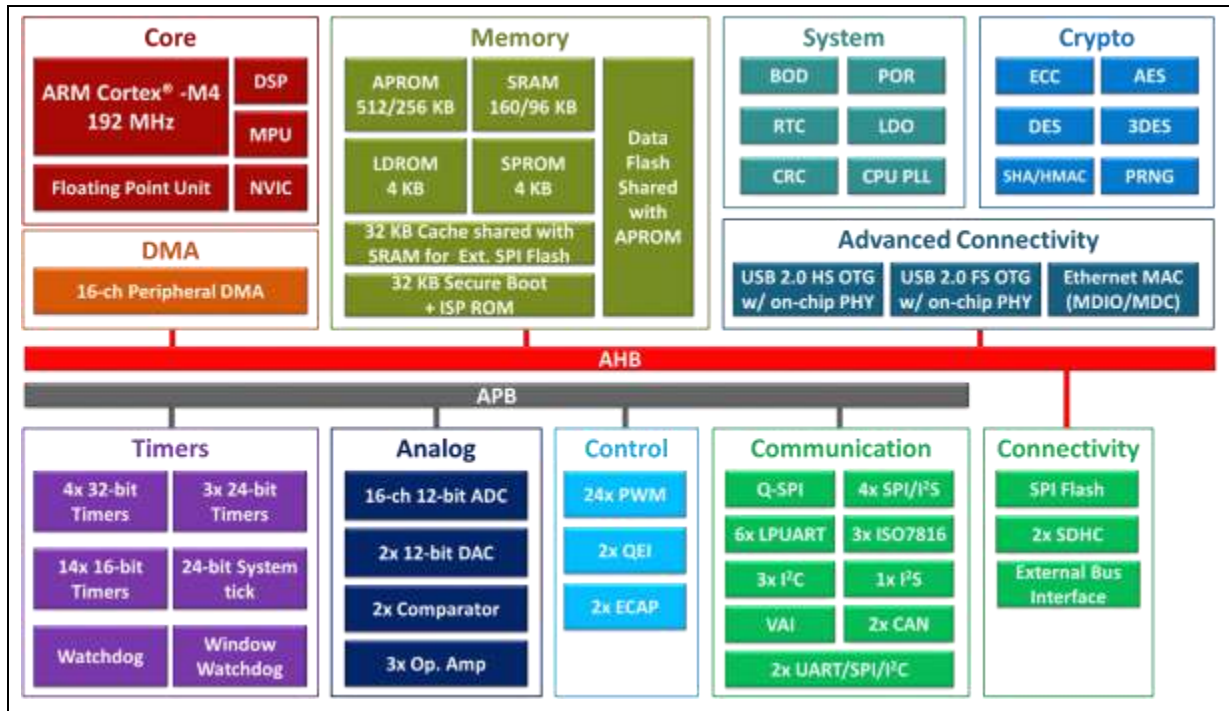 Core
ARM Cortex® -M4
192 MHz
DSP
MPU
Floating Point Unit
NVIC
DMA
16-ch Peripheral DMA
Memory
APROM
512/256 KB
SRAM
160/96 KB
LDROM
4 KB
SPROM
4 KB
32 KB Cache shared with
SRAM for Ext. SPI Flash
32 KB Secure Boot
+ ISP ROM
Data
Flash
Shared
with
APROM
System
BOD
POR
RTC
LDO
CRC
CPU PLL
Crypto
ECC
AES
DES
3DES
SHA/HMAC
PRNG
Advanced Connectivity
USB 2.0 HS OTG
w/ on-chip PHY
USB 2.0 FS OTG
w/ on-chip PHY
Ethernet MAC
(MDIO/MDC)
AHB
APB
Timers
4x 32-bit
Timers
3x 24-bit
Timers
14x 16-bit
Timers
24-bit System
tick
Watchdog
Window
Watchdog
Analog
16-ch 12-bit ADC
2x 12-bit DAC
2x Comparator
3x Op. Amp
Control
24x PWM
2x QEI
2x ECAP
Communication
Q-SPI
4x SPI/I²S
6x LPUART
3x ISO7816
3x I²C
1x I²S
VAI
2x CAN
2x UART/SPI/I²C
Connectivity
SPI Flash
2x SDHC
External Bus
Interface